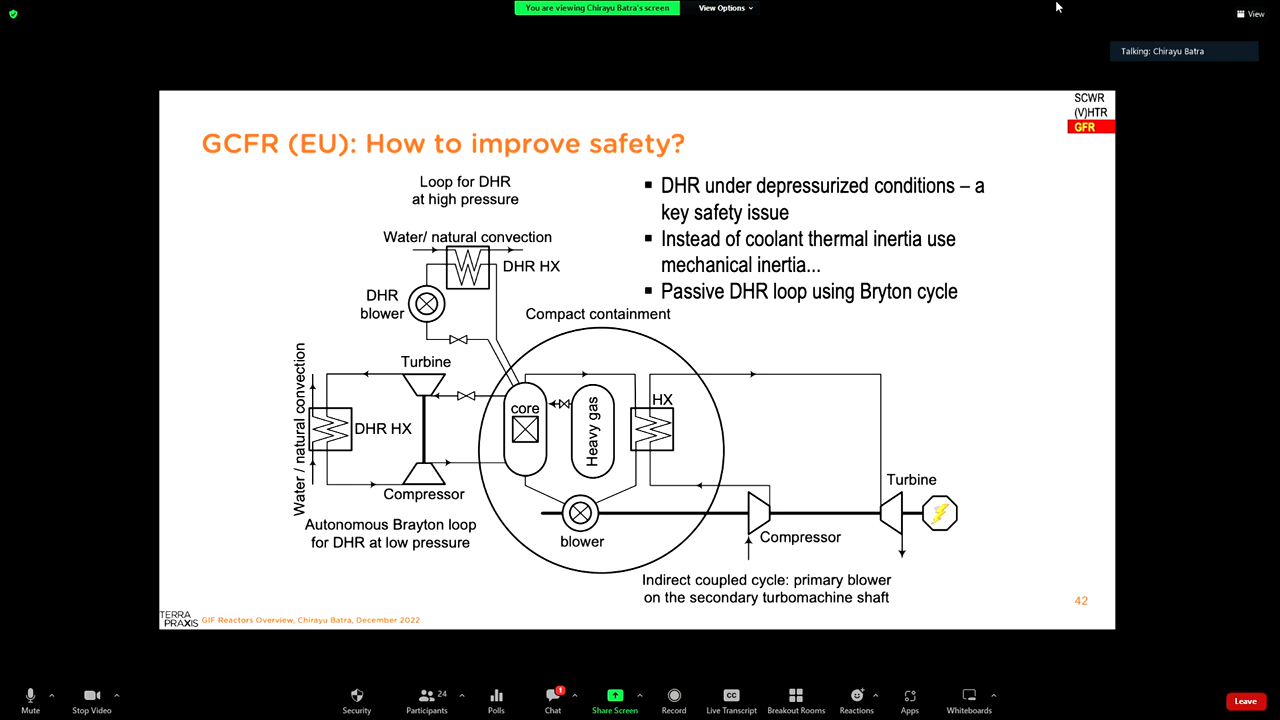 You are viewing Chirayu Batra's screen
View Options
View
Talking: Chirayu Batra
SCWR
(V)HTR
GFR
GCFR (EU): How to improve safety?
Loop for DHR
at high pressure
Water/ natural convection
DHR HX
DHR
blower
▪ DHR under depressurized conditions – a
key safety issue
▪ Instead of coolant thermal inertia use
mechanical inertia...
▪ Passive DHR loop using Bryton cycle
Compact containment
Turbine
Water / natural convection
DHR HX
core
Heavy gas
HX
Compressor
Turbine
Autonomous Brayton loop
for DHR at low pressure
blower
Compressor
Indirect coupled cycle: primary blower
on the secondary turbomachine shaft
42
TERRA
PRAXIS
GIF Reactors Overview, Chirayu Batra, December 2022
Mute
Stop Video
Security
Participants
24
Polls
Chat
1
Share Screen
Record
CC
Live Transcript
Breakout Rooms
Reactions
Apps
Whiteboards
Leave